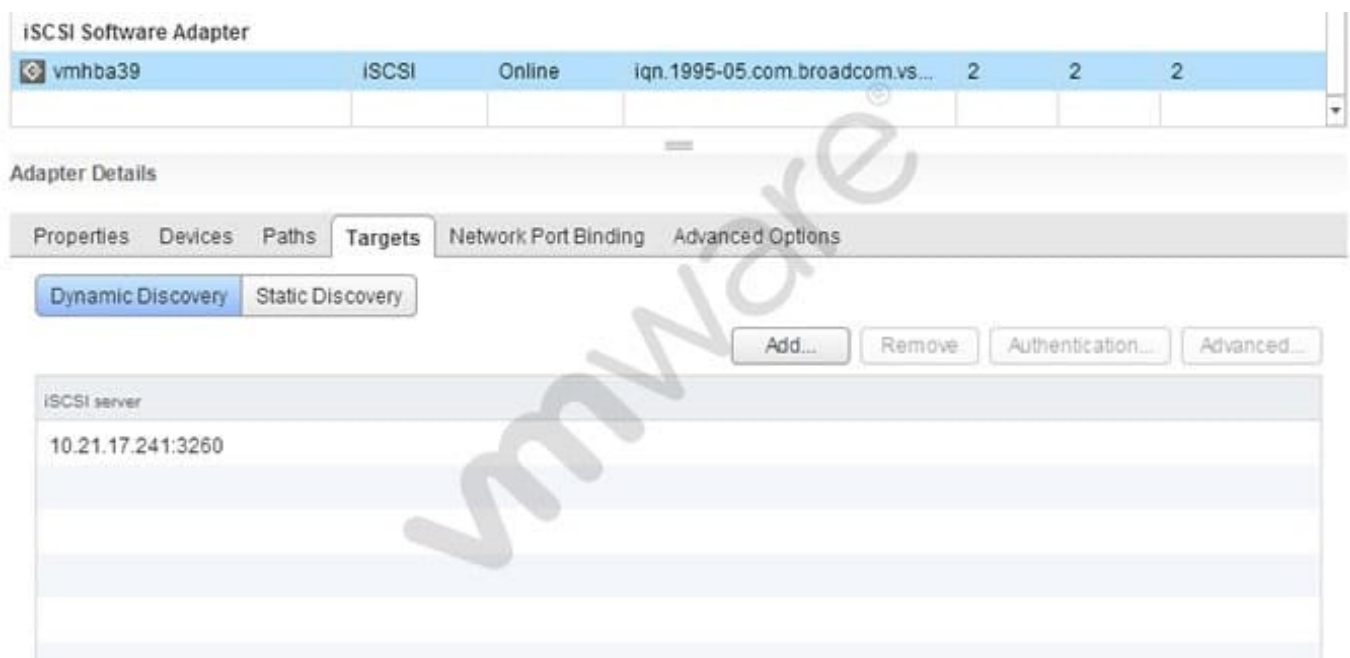 iSCSI Software Adapter
vmhba39 iSCSI Online iqn.1995-05.com.broadcom.vs... 2 2 2
Adapter Details
Properties Devices Paths Targets Network Port Binding Advanced Options
Dynamic Discovery Static Discovery
Add... Remove Authentication... Advanced...
iSCSI server
10.21.17.241:3260
vmware©